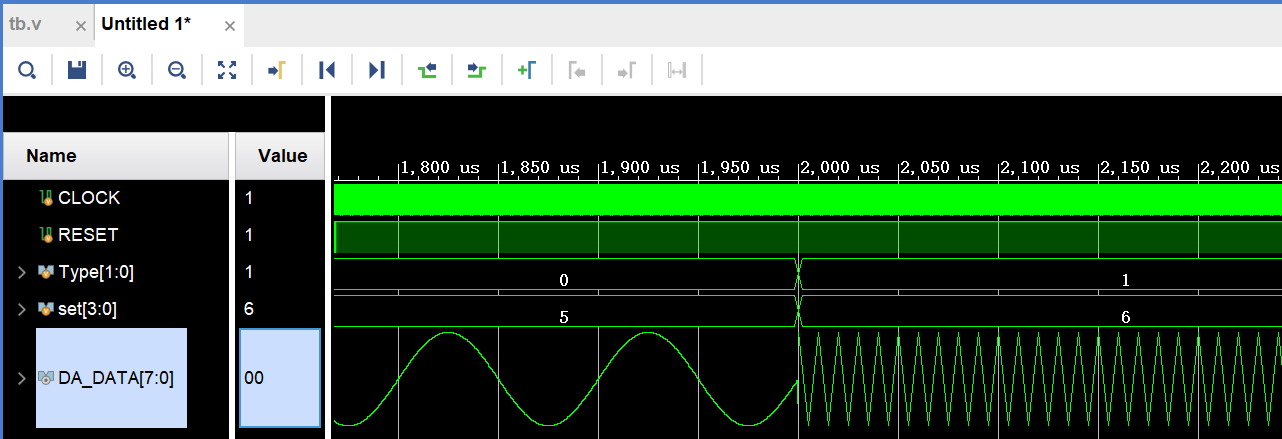 tb.v × Untitled 1* ×
Name Value
1,800 us 1,850 us 1,900 us 1,950 us 2,000 us 2,050 us 2,100 us 2,150 us 2,200 us
CLOCK 1
RESET 1
Type[1:0] 1 0 1
set[3:0] 6 5 6
DA_DATA[7:0] 00